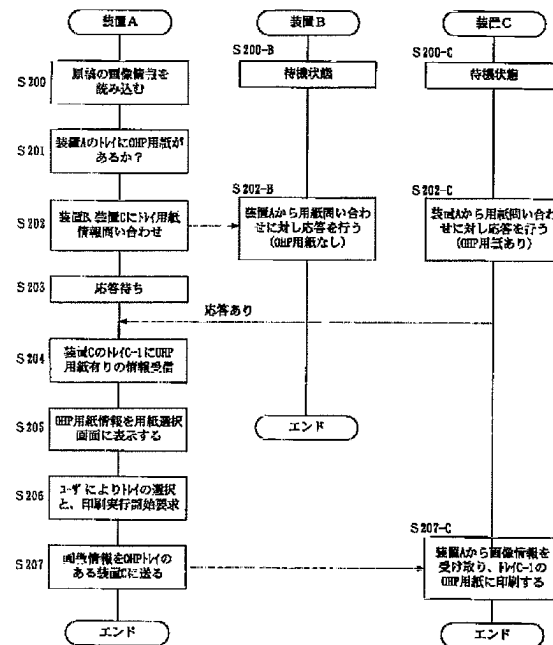 装置A
装置B
装置C
S200
原稿の画像情報を
読み込む
S200-B
待機状態
S200-C
待機状態
S201
装置AのトレイにOHP用紙が
あるか？
S202
装置B、装置Cにトレイ用紙
情報問い合わせ
S202-B
装置Aから用紙問い合わ
せに対し応答を行う
(OHP用紙なし)
S202-C
装置Aから用紙問い合わ
せに対し応答を行う
(OHP用紙あり)
S203
応答待ち
応答あり
S204
装置CのトレイC-1にOHP
用紙有りの情報受信
S205
OHP用紙情報を用紙選択
画面に表示する
エンド
S206
ユーザによりトレイの選択
と、印刷実行開始要求
S207
画像情報をOHPトレイの
ある装置Cに送る
S207-C
装置Aから画像情報を
受け取り、トレイC-1の
OHP用紙に印刷する
エンド
エンド